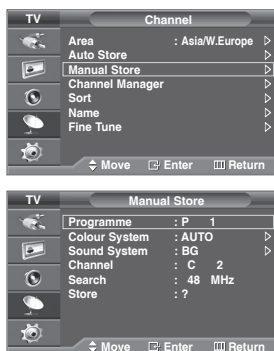 TV Channel
Area : Asia/W.Europe
Auto Store
Manual Store
Channel Manager
Sort
Name
Fine Tune
Move Enter Return
TV Manual Store
Programme : P 1
Colour System : AUTO
Sound System : BG
Channel : C 2
Search : 48 MHz
Store : ?
Move Enter Return